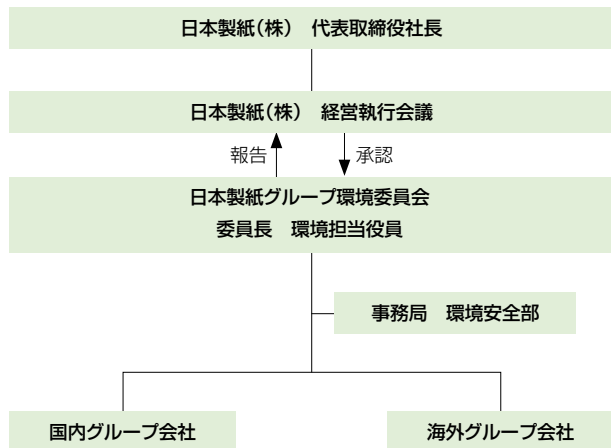 日本製紙(株) 代表取締役社長
日本製紙(株) 経営執行会議
報告 承認
日本製紙グループ環境委員会
委員長 環境担当役員
事務局 環境安全部
国内グループ会社 海外グループ会社